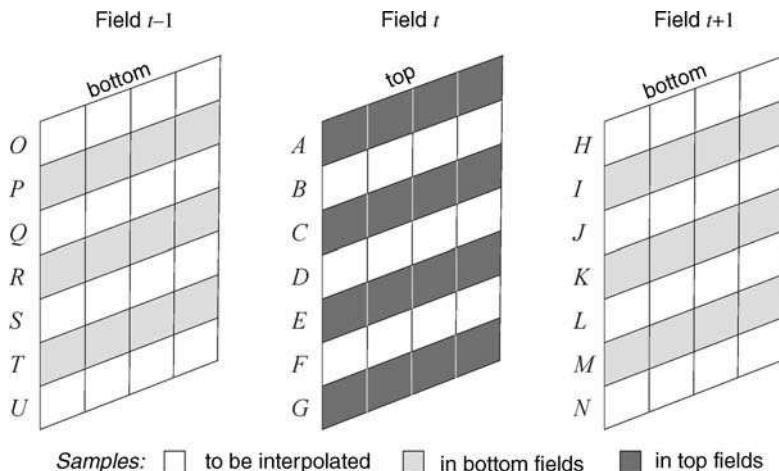 Field t–1
Field t
Field t+1
bottom
top
bottom
O
P
Q
R
S
T
U
A
B
C
D
E
F
G
H
I
J
K
L
M
N
Samples: to be interpolated in bottom fields in top fields